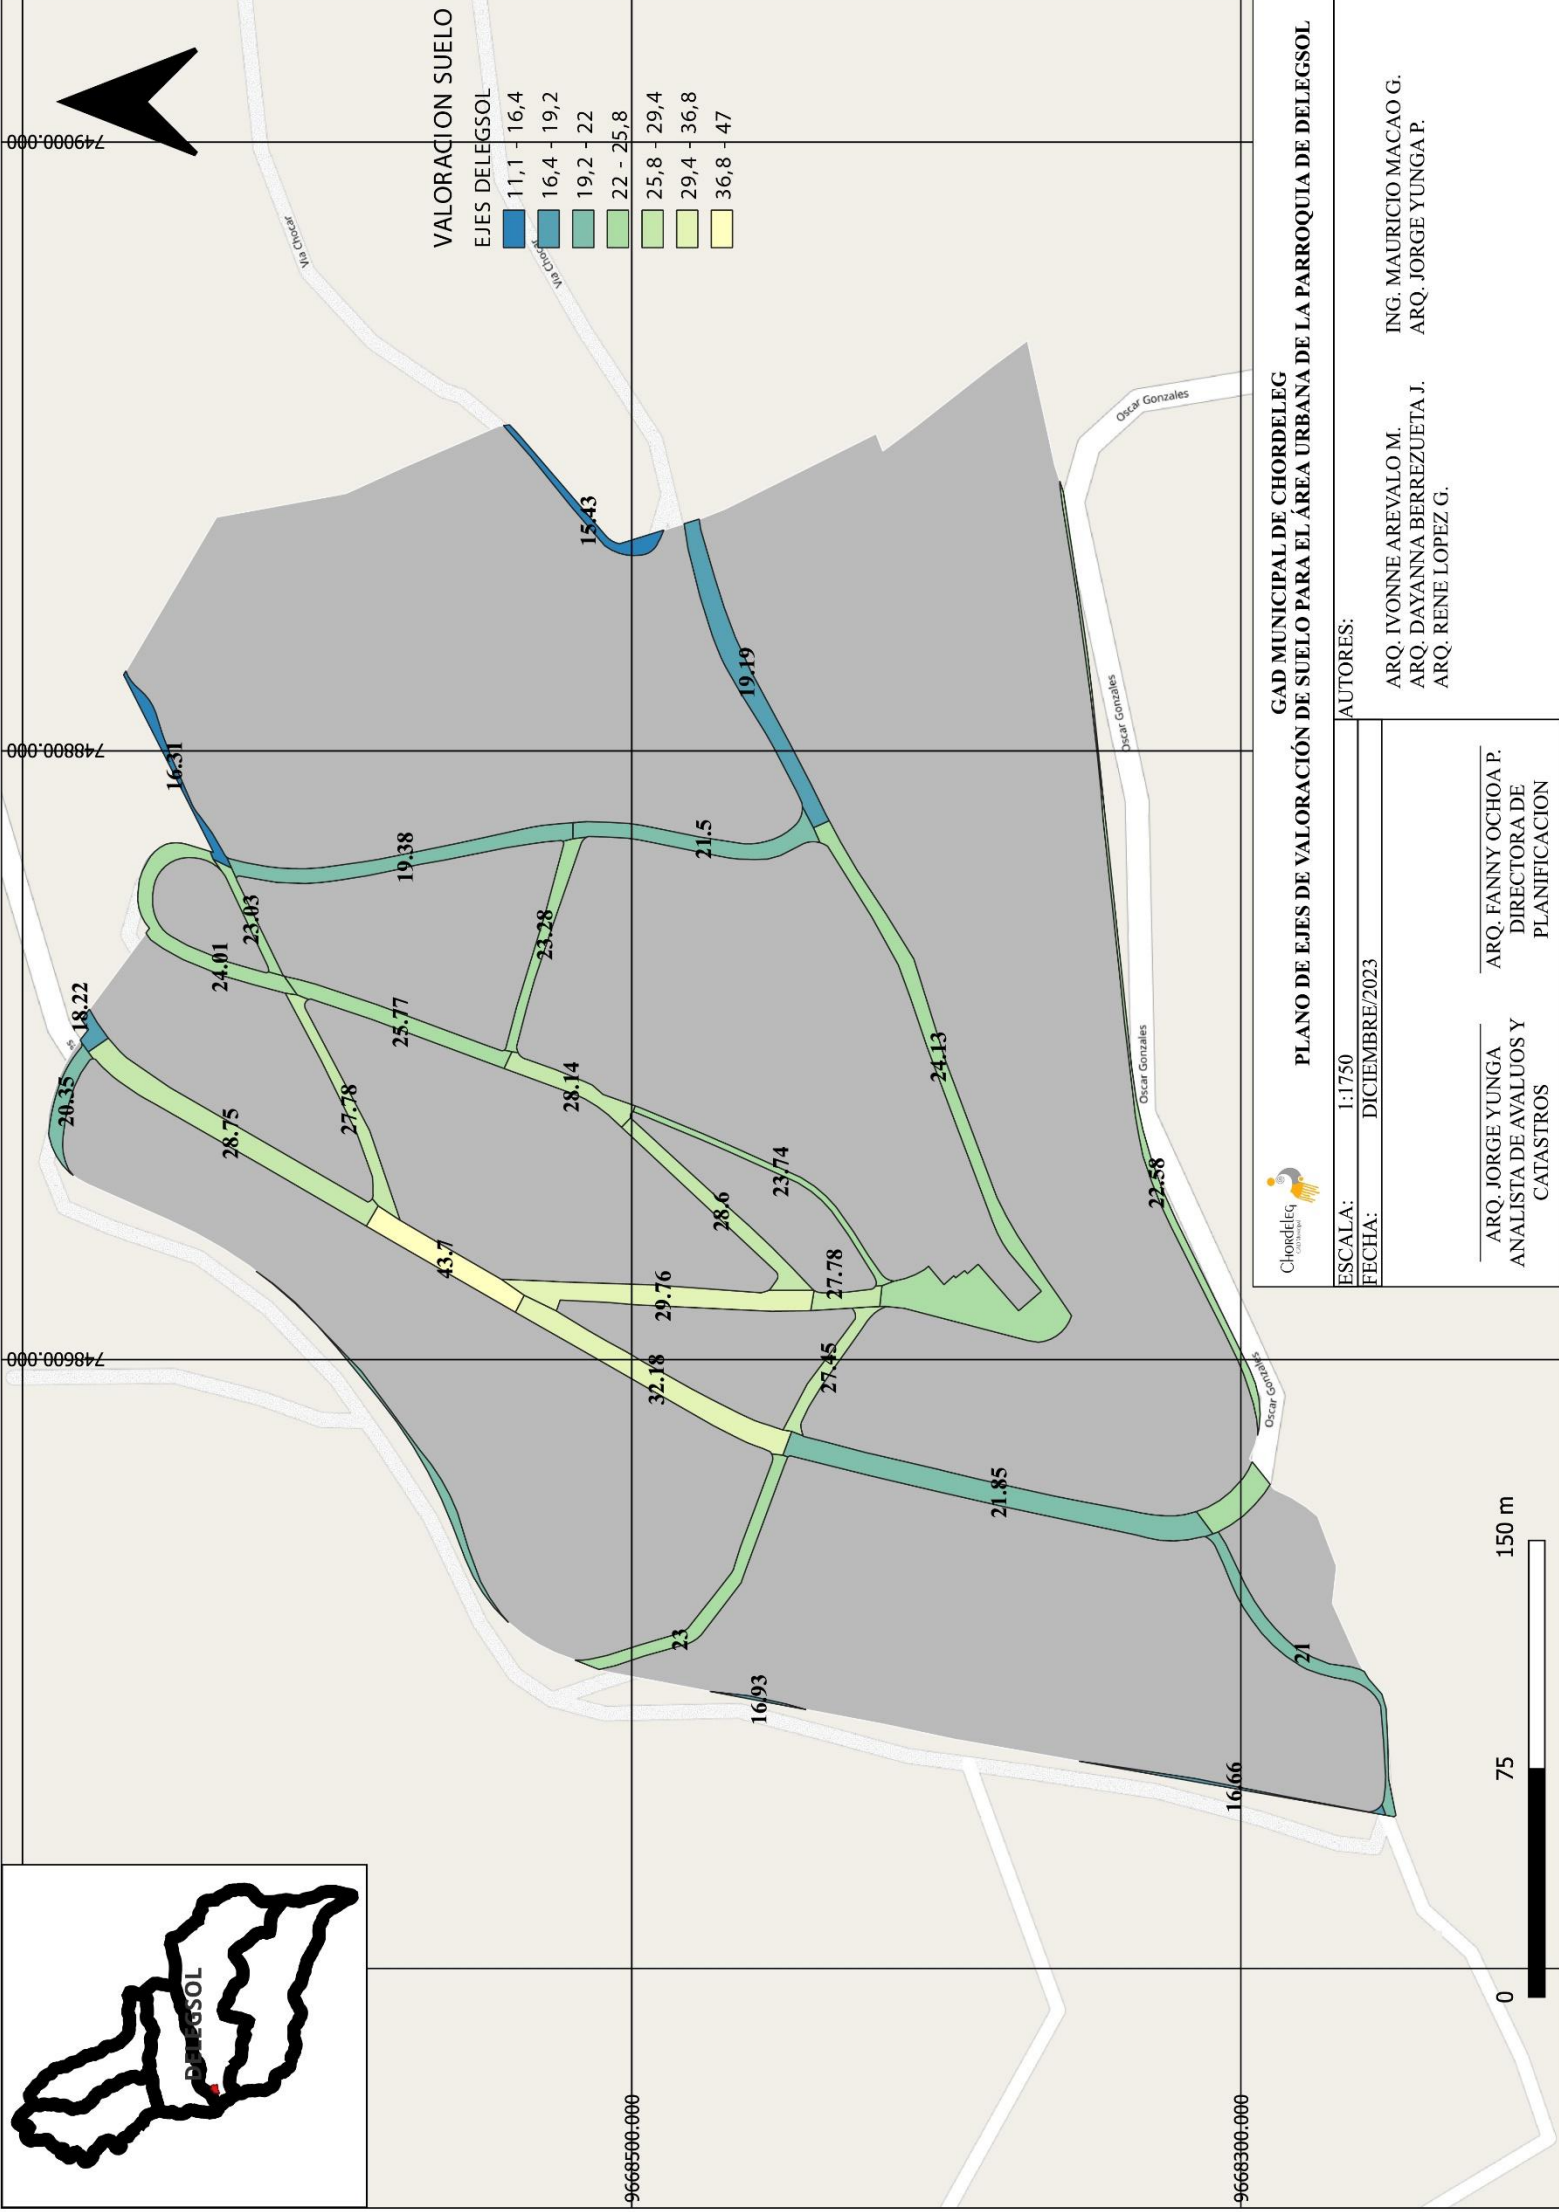 DELEGSOL
749000.000
748800.000
748600.000
9668500.000
9668300.000
VALORACION SUELO
EJES DELEGSOL
11,1 - 16,4
16,4 - 19,2
19,2 - 22
22 - 25,8
25,8 - 29,4
29,4 - 36,8
36,8 - 47
Via Chocar
Via Chocar
20.35
18.22
16.31
24.01
23.03
28.75
27.78
25.77
19.38
43.7
28.14
23.28
15.43
32.18
29.76
23
28.6
21.5
19.19
16.93
23.74
27.45
27.78
24.13
21.85
22.58
16.66
21
Oscar Gonzales
Oscar Gonzales
Oscar Gonzales
Oscar Gonzales
Oscar Gonzales
0 75 150 m
GAD MUNICIPAL DE CHORDELEG
PLANO DE EJES DE VALORACIÓN DE SUELO PARA EL ÁREA URBANA DE LA PARROQUIA DE DELEGSOL
CHORDELEG
ESCALA: 1:1750
FECHA: DICIEMBRE/2023
AUTORES:
ARQ. IVONNE AREVALO M. ING. MAURICIO MACAO G.
ARQ. DAYANNA BERREZUETA J. ARQ. JORGE YUNGA P.
ARQ. RENE LOPEZ G.
ARQ. JORGE YUNGA
ANALISTA DE AVALUOS Y
CATASTROS
ARQ. FANNY OCHOA P.
DIRECTORA DE
PLANIFICACION